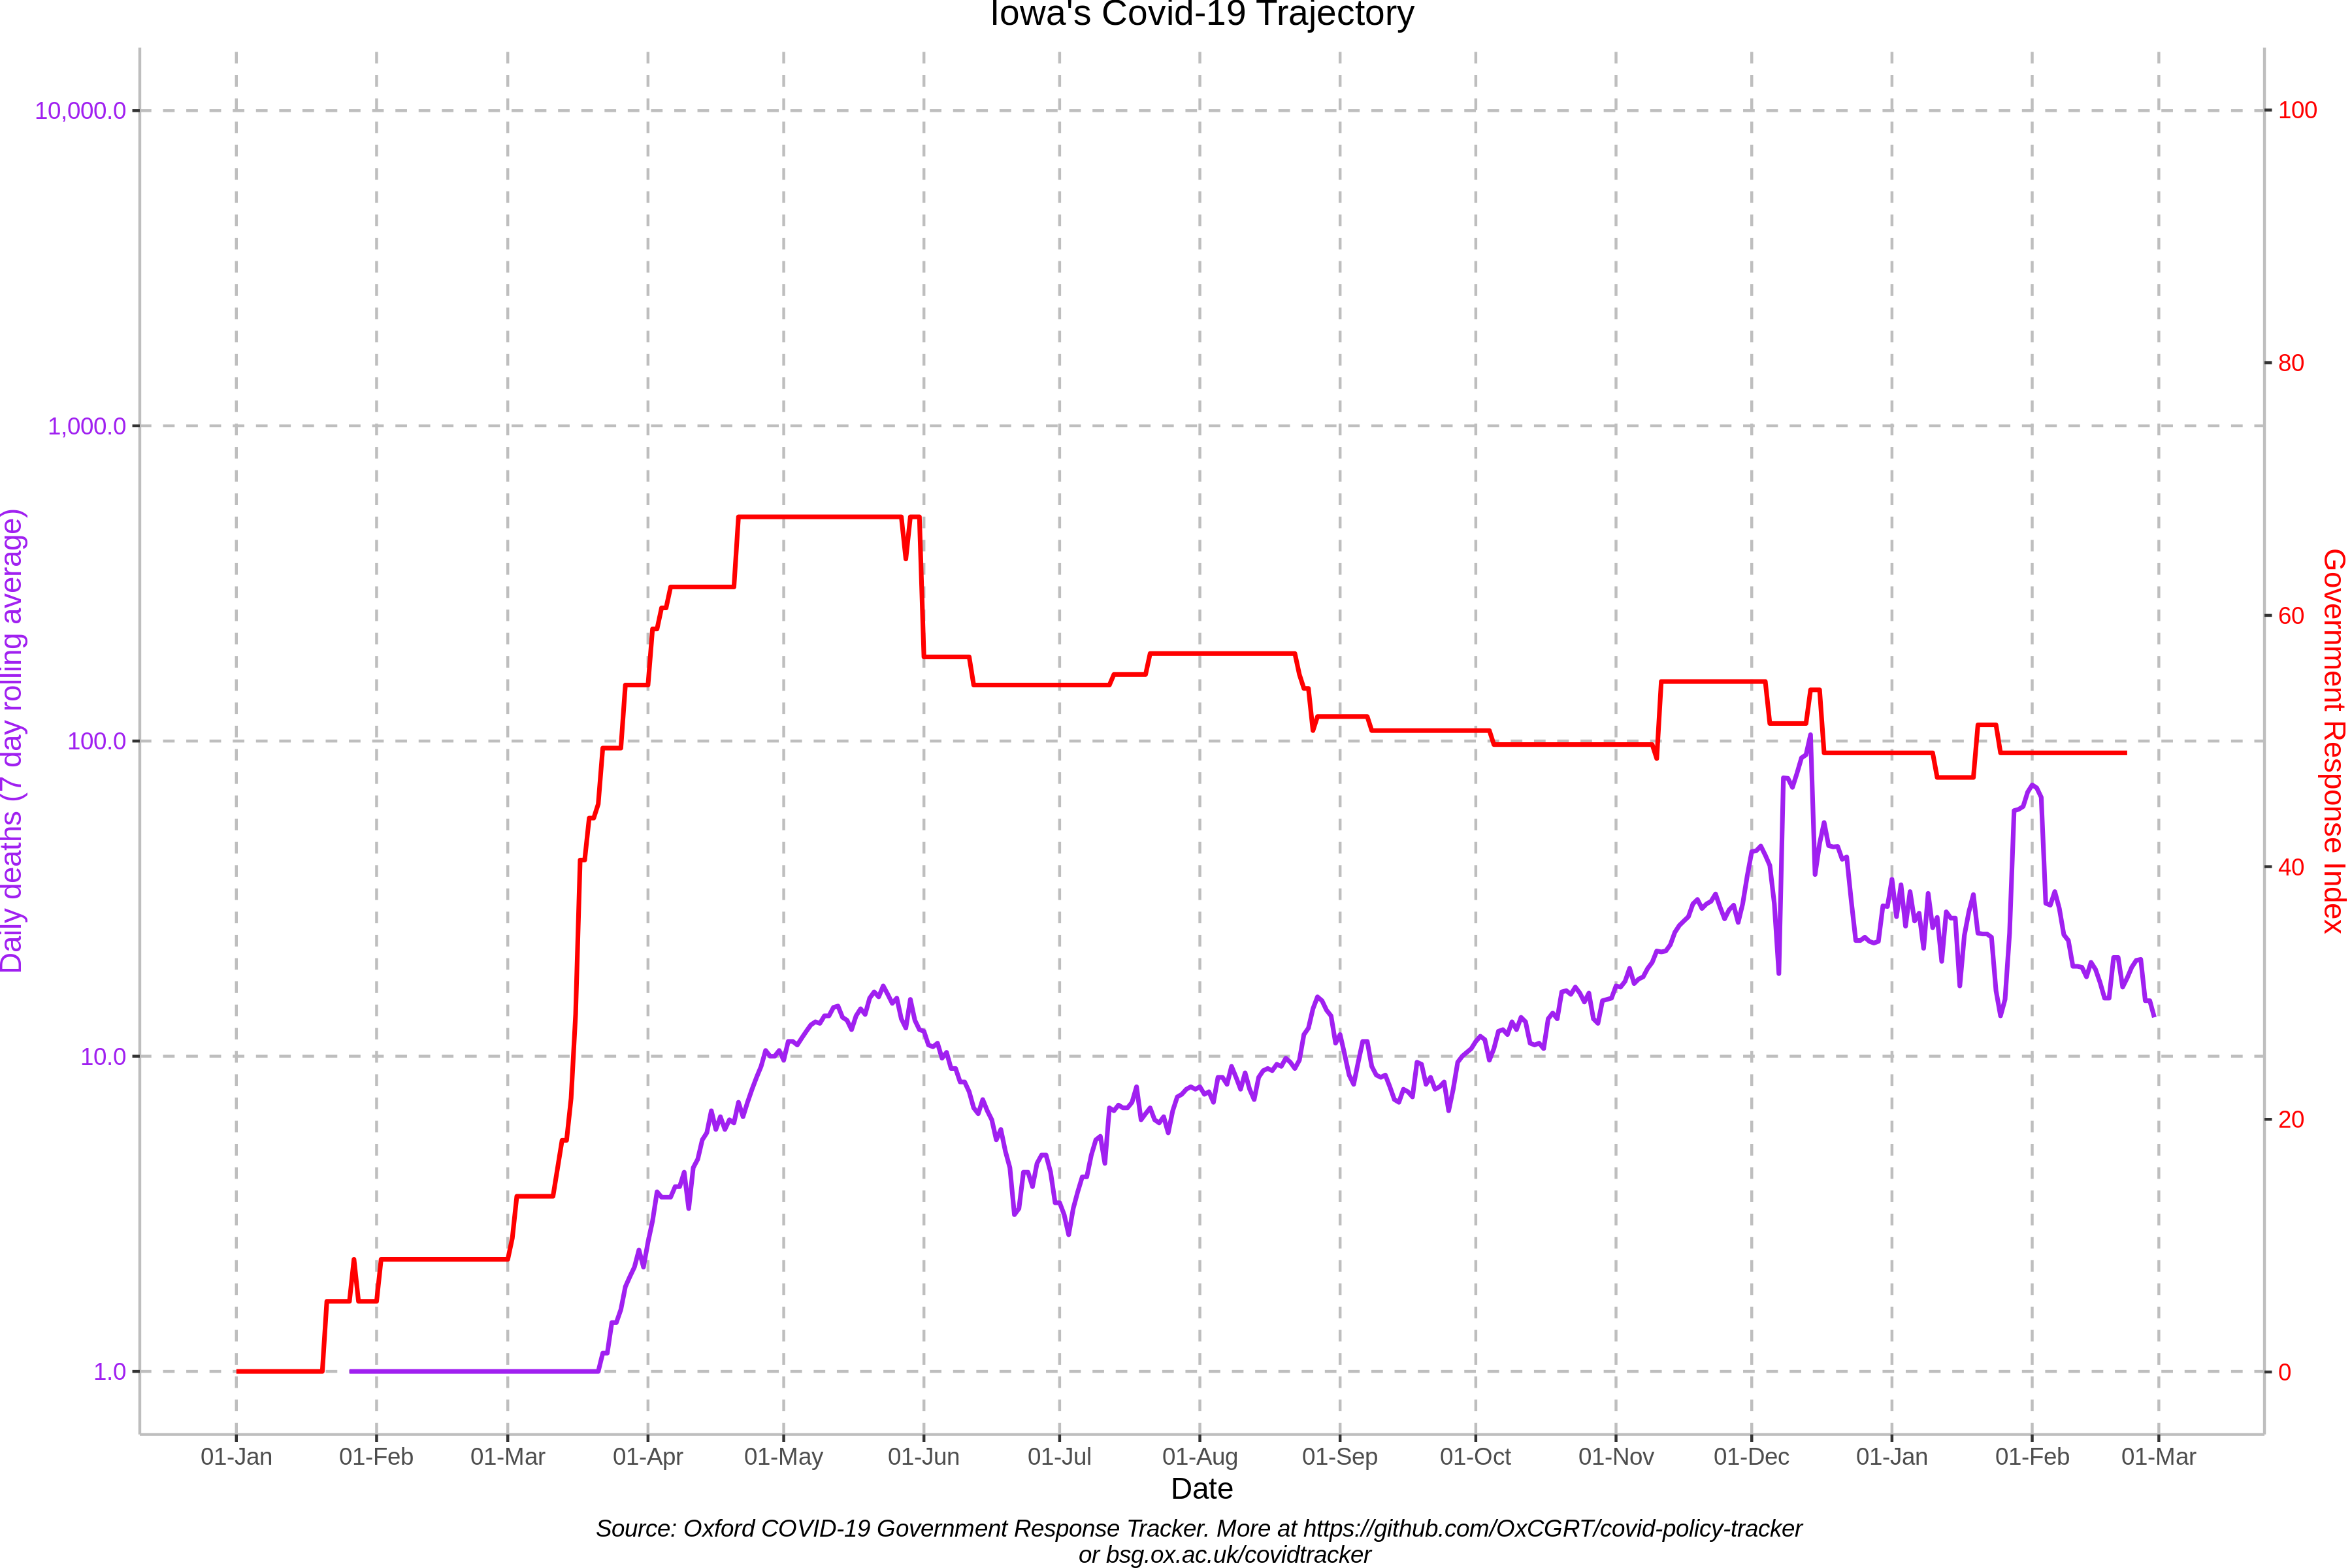 Iowa's Covid-19 Trajectory
10,000.0
1,000.0
100.0
10.0
1.0
Daily deaths (7 day rolling average)
100
80
60
40
20
0
Government Response Index
01-Jan 01-Feb 01-Mar 01-Apr 01-May 01-Jun 01-Jul 01-Aug 01-Sep 01-Oct 01-Nov 01-Dec 01-Jan 01-Feb 01-Mar
Date
Source: Oxford COVID-19 Government Response Tracker. More at https://github.com/OxCGRT/covid-policy-tracker
or bsg.ox.ac.uk/covidtracker